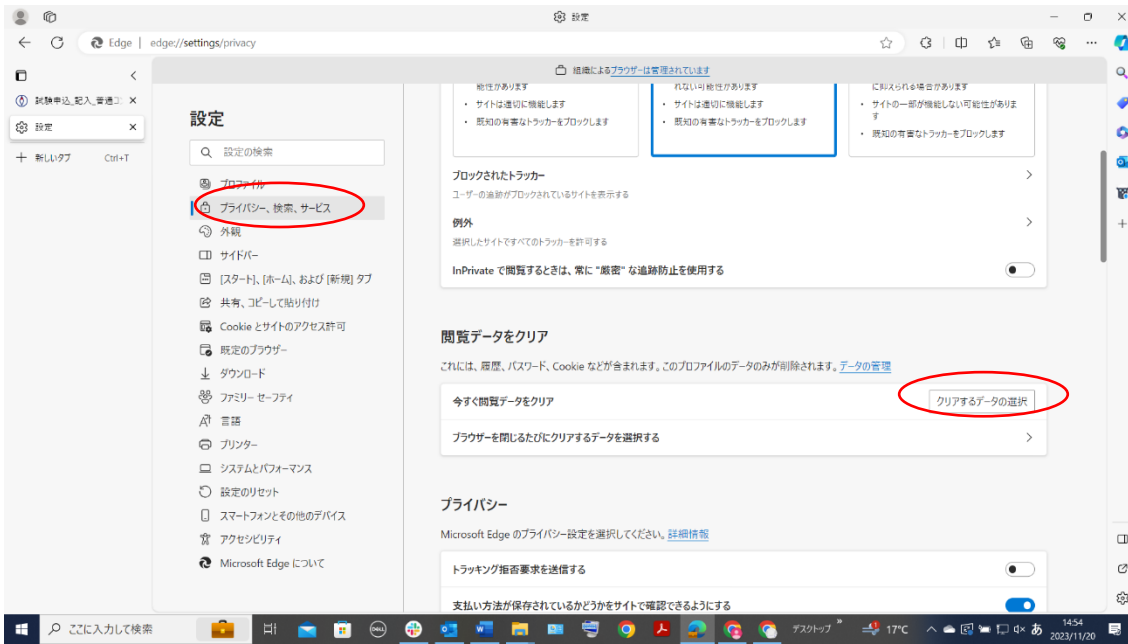 設定
Edge
edge://settings/privacy
組織によるブラウザーは管理されています
試験申込_記入_普通コ
設定
新しいタブ Ctrl+T
設定
設定の検索
プロファイル
プライバシー、検索、サービス
外観
サイドバー
[スタート]、[ホーム]、および [新規] タブ
共有、コピーして貼り付け
Cookie とサイトのアクセス許可
既定のブラウザー
ダウンロード
ファミリー セーフティ
言語
プリンター
システムとパフォーマンス
設定のリセット
スマートフォンとその他のデバイス
アクセシビリティ
Microsoft Edge について
能性があります
サイトは適切に機能します
既知の有害なトラッカーをブロックします
れない可能性があります
サイトは適切に機能します
既知の有害なトラッカーをブロックします
に抑えられる場合があります
サイトの一部が機能しない可能性がありま
す
既知の有害なトラッカーをブロックします
ブロックされたトラッカー
ユーザーの追跡がブロックされているサイトを表示する
例外
選択したサイトですべてのトラッカーを許可する
InPrivate で閲覧するときは、常に "厳密" な追跡防止を使用する
閲覧データをクリア
これには、履歴、パスワード、Cookie などが含まれます。このプロファイルのデータのみが削除されます。データの管理
今すぐ閲覧データをクリア
クリアするデータの選択
ブラウザーを閉じるたびにクリアするデータを選択する
プライバシー
Microsoft Edge のプライバシー設定を選択してください。詳細情報
トラッキング拒否要求を送信する
支払い方法が保存されているかどうかをサイトで確認できるようにする
ここに入力して検索
DELL
デスクトップ
17°C
あ
14:54
2023/11/20